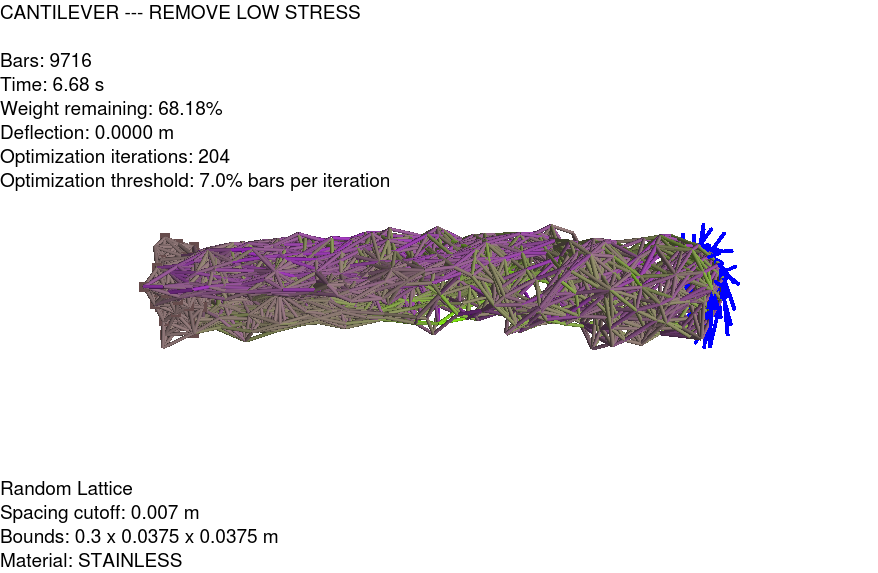 CANTILEVER --- REMOVE LOW STRESS
Bars: 9716
Time: 6.68 s
Weight remaining: 68.18%
Deflection: 0.0000 m
Optimization iterations: 204
Optimization threshold: 7.0% bars per iteration
Random Lattice
Spacing cutoff: 0.007 m
Bounds: 0.3 x 0.0375 x 0.0375 m
Material: STAINLESS